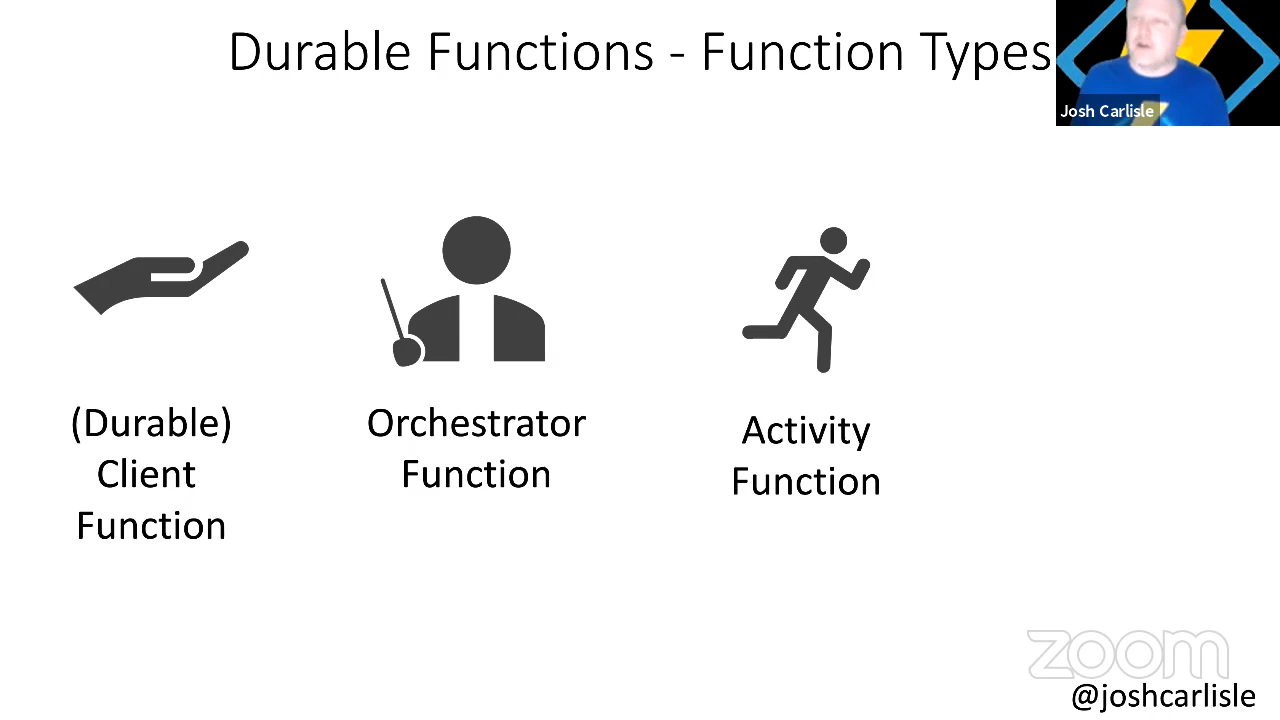 Durable Functions - Function Types
Josh Carlisle
(Durable)
Client
Function
Orchestrator
Function
Activity
Function
zoom
@joshcarlisle